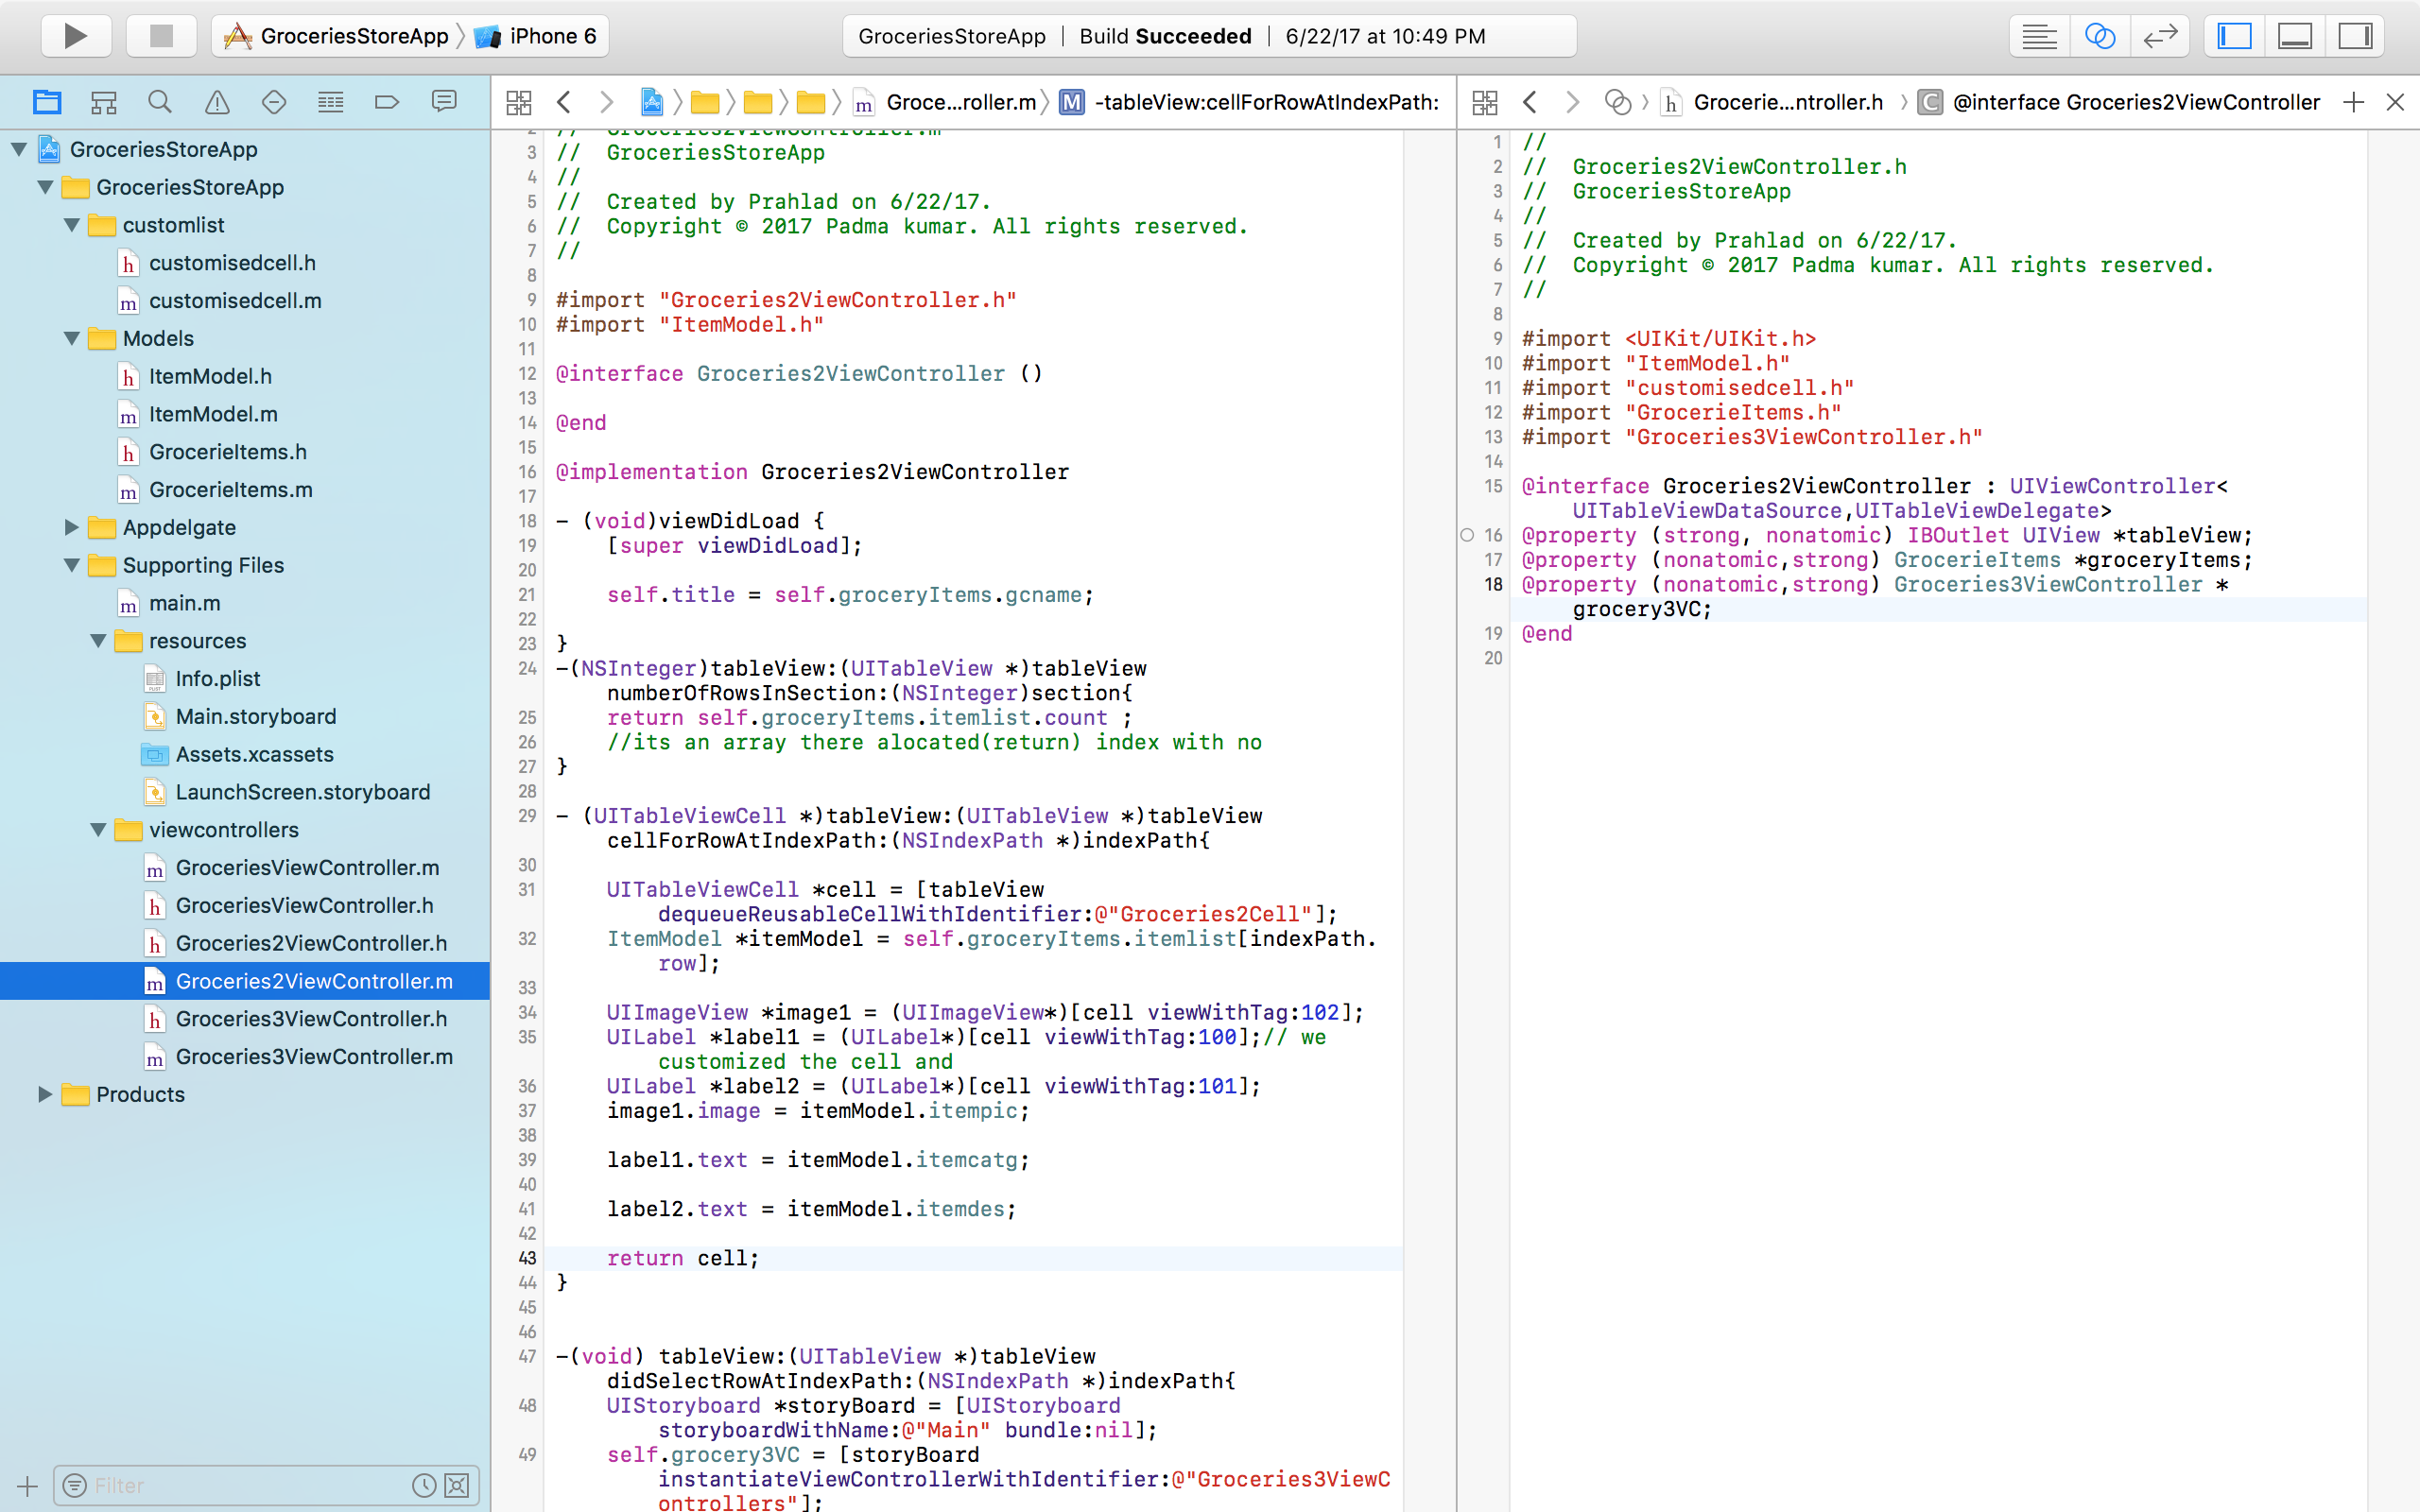 GroceriesStoreApp
iPhone 6
GroceriesStoreApp | Build Succeeded | 6/22/17 at 10:49 PM
GroceriesStoreApp
GroceriesStoreApp
customlist
customisedcell.h
customisedcell.m
Models
ItemModel.h
ItemModel.m
GrocerieItems.h
GrocerieItems.m
Appdelgate
Supporting Files
main.m
resources
Info.plist
Main.storyboard
Assets.xcassets
LaunchScreen.storyboard
viewcontrollers
GroceriesViewController.m
GroceriesViewController.h
Groceries2ViewController.h
Groceries2ViewController.m
Groceries3ViewController.h
Groceries3ViewController.m
Products
Filter
m Groce...roller.m
M -tableView:cellForRowAtIndexPath:
2 // Groceries2ViewController.m
3 //  GroceriesStoreApp
4 //
5 //  Created by Prahlad on 6/22/17.
6 //  Copyright © 2017 Padma kumar. All rights reserved.
7 //
8
9 #import "Groceries2ViewController.h"
10 #import "ItemModel.h"
11
12 @interface Groceries2ViewController ()
13
14 @end
15
16 @implementation Groceries2ViewController
17
18 - (void)viewDidLoad {
19 [super viewDidLoad];
20
21 self.title = self.groceryItems.gcname;
22
23 }
24 -(NSInteger)tableView:(UITableView *)tableView
numberOfRowsInSection:(NSInteger)section{
25 return self.groceryItems.itemlist.count ;
26 //its an array there alocated(return) index with no
27 }
28
29 - (UITableViewCell *)tableView:(UITableView *)tableView
cellForRowAtIndexPath:(NSIndexPath *)indexPath{
30
31 UITableViewCell *cell = [tableView
dequeueReusableCellWithIdentifier:@"Groceries2Cell"];
32 ItemModel *itemModel = self.groceryItems.itemlist[indexPath.
row];
33
34 UIImageView *image1 = (UIImageView*)[cell viewWithTag:102];
35 UILabel *label1 = (UILabel*)[cell viewWithTag:100];// we
customized the cell and
36 UILabel *label2 = (UILabel*)[cell viewWithTag:101];
37 image1.image = itemModel.itempic;
38
39 label1.text = itemModel.itemcatg;
40
41 label2.text = itemModel.itemdes;
42
43 return cell;
44 }
45
46
47 -(void) tableView:(UITableView *)tableView
didSelectRowAtIndexPath:(NSIndexPath *)indexPath{
48 UIStoryboard *storyBoard = [UIStoryboard
storyboardWithName:@"Main" bundle:nil];
49 self.grocery3VC = [storyBoard
instantiateViewControllerWithIdentifier:@"Groceries3ViewC
ontrollers"];
h Grocerie...ntroller.h
C @interface Groceries2ViewController
1 //
2 //  Groceries2ViewController.h
3 //  GroceriesStoreApp
4 //
5 //  Created by Prahlad on 6/22/17.
6 //  Copyright © 2017 Padma kumar. All rights reserved.
7 //
8
9 #import <UIKit/UIKit.h>
10 #import "ItemModel.h"
11 #import "customisedcell.h"
12 #import "GrocerieItems.h"
13 #import "Groceries3ViewController.h"
14
15 @interface Groceries2ViewController : UIViewController<
UITableViewDataSource,UITableViewDelegate>
16 @property (strong, nonatomic) IBOutlet UIView *tableView;
17 @property (nonatomic,strong) GrocerieItems *groceryItems;
18 @property (nonatomic,strong) Groceries3ViewController *
grocery3VC;
19 @end
20